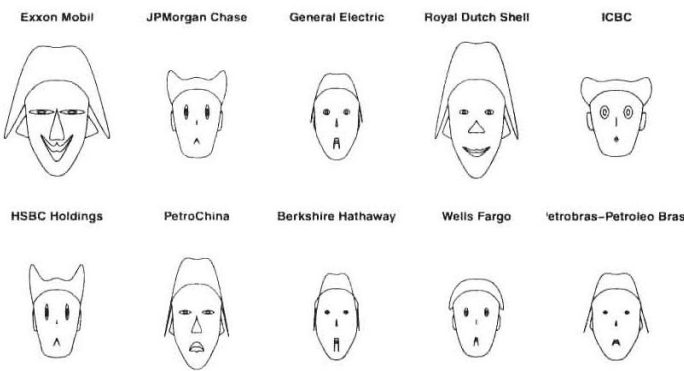 Exxon Mobil JPMorgan Chase General Electric Royal Dutch Shell ICBC
HSBC Holdings PetroChina Berkshire Hathaway Wells Fargo 'etrobras−Petroleo Bras